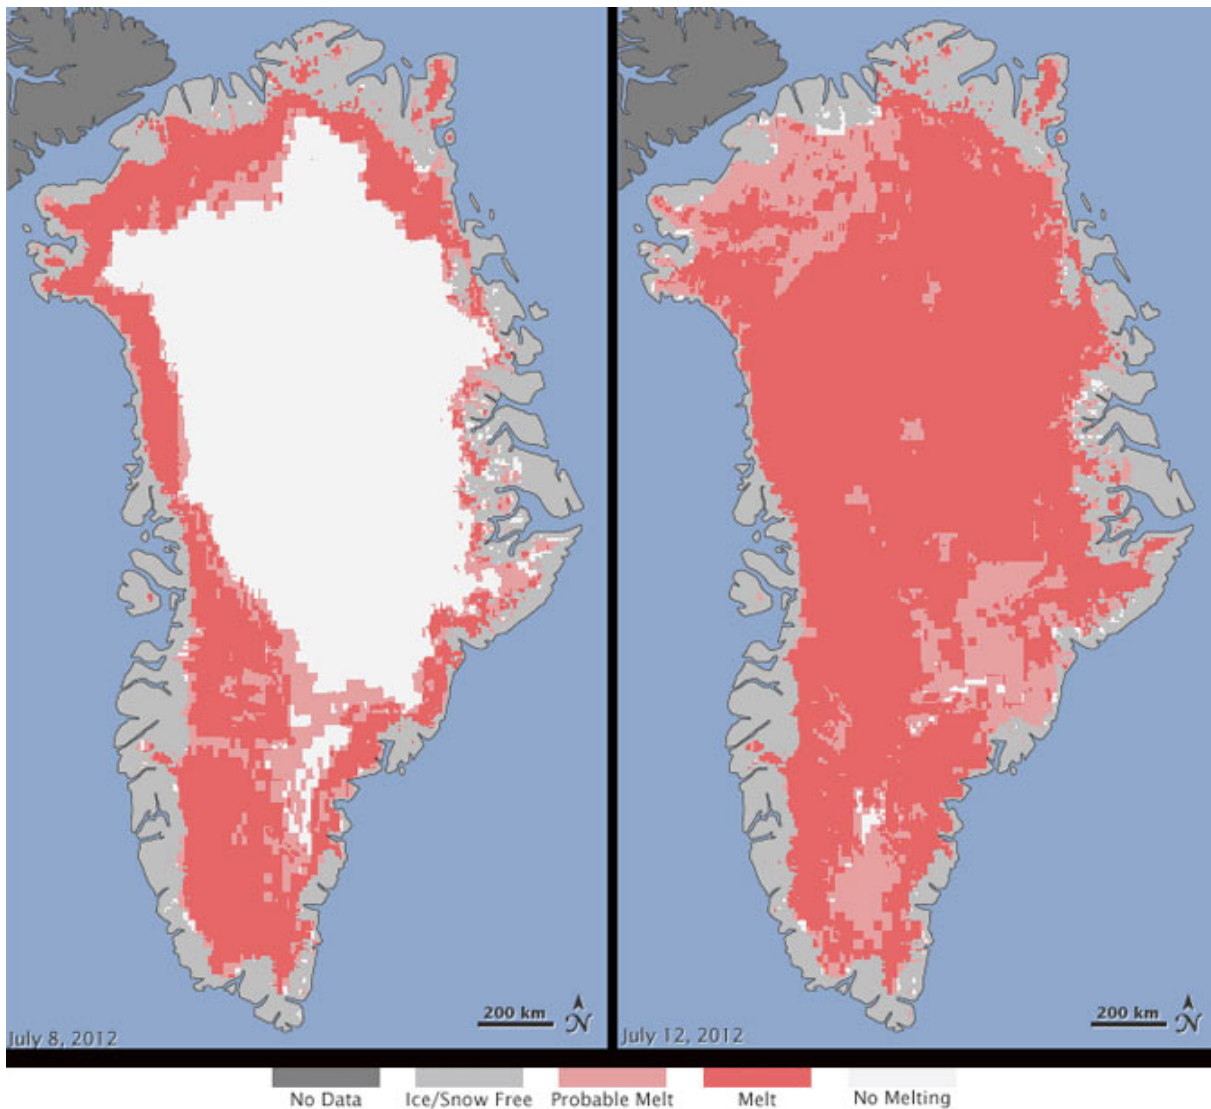 200 km
N
July 8, 2012
200 km
N
July 12, 2012
No Data
Ice/Snow Free
Probable Melt
Melt
No Melting